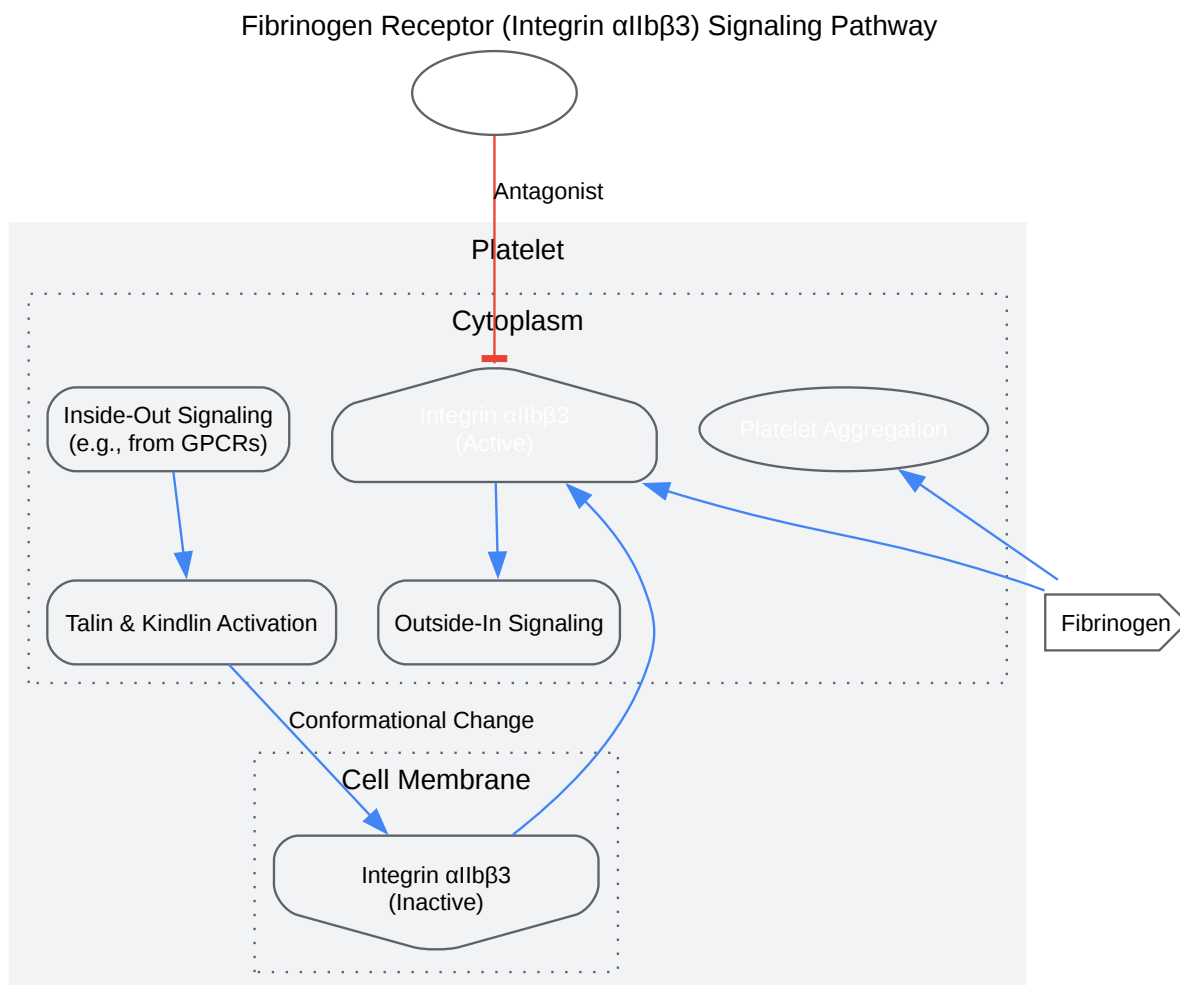 Fibrinogen Receptor (Integrin αIIbβ3) Signaling Pathway
Antagonist
Platelet
Cytoplasm
Inside-Out Signaling
(e.g., from GPCRs)
Integrin αIIbβ3
(Active)
Platelet Aggregation
Talin & Kindlin Activation
Outside-In Signaling
Fibrinogen
Conformational Change
Cell Membrane
Integrin αIIbβ3
(Inactive)